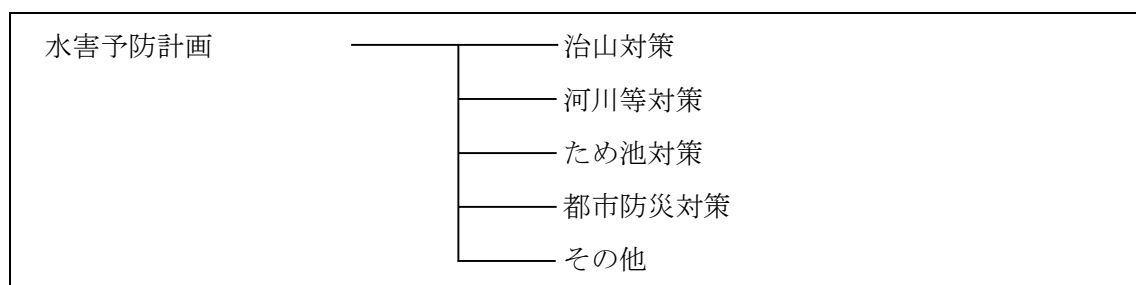 水害予防計画 治山対策
河川等対策
ため池対策
都市防災対策
その他